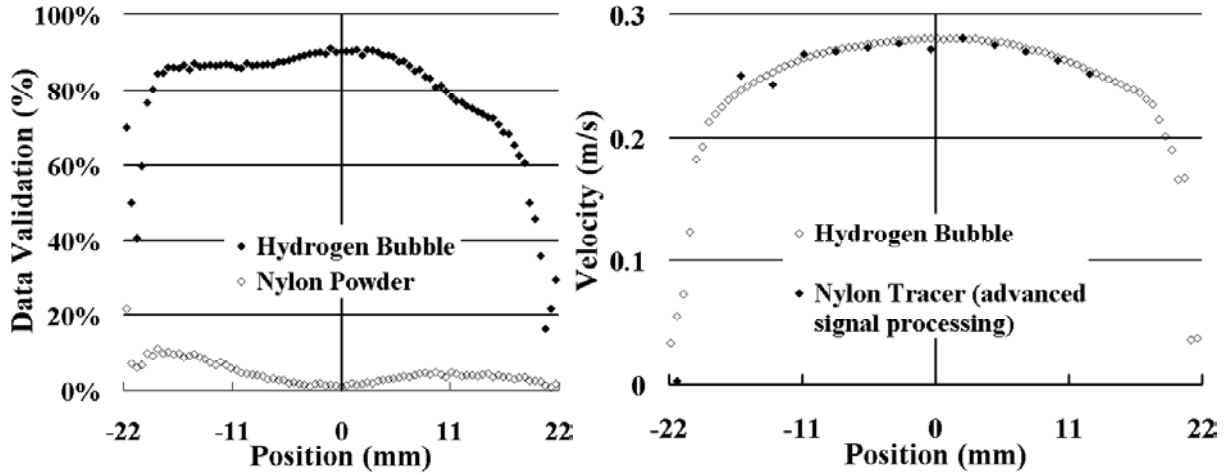 100%
80%
60%
40%
20%
0%
Data Validation (%)
Hydrogen Bubble
Nylon Powder
-22
-11
0
11
22
Position (mm)
0.3
0.2
0.1
0
Velocity (m/s)
Hydrogen Bubble
Nylon Tracer (advanced
signal processing)
-22
-11
0
11
22
Position (mm)